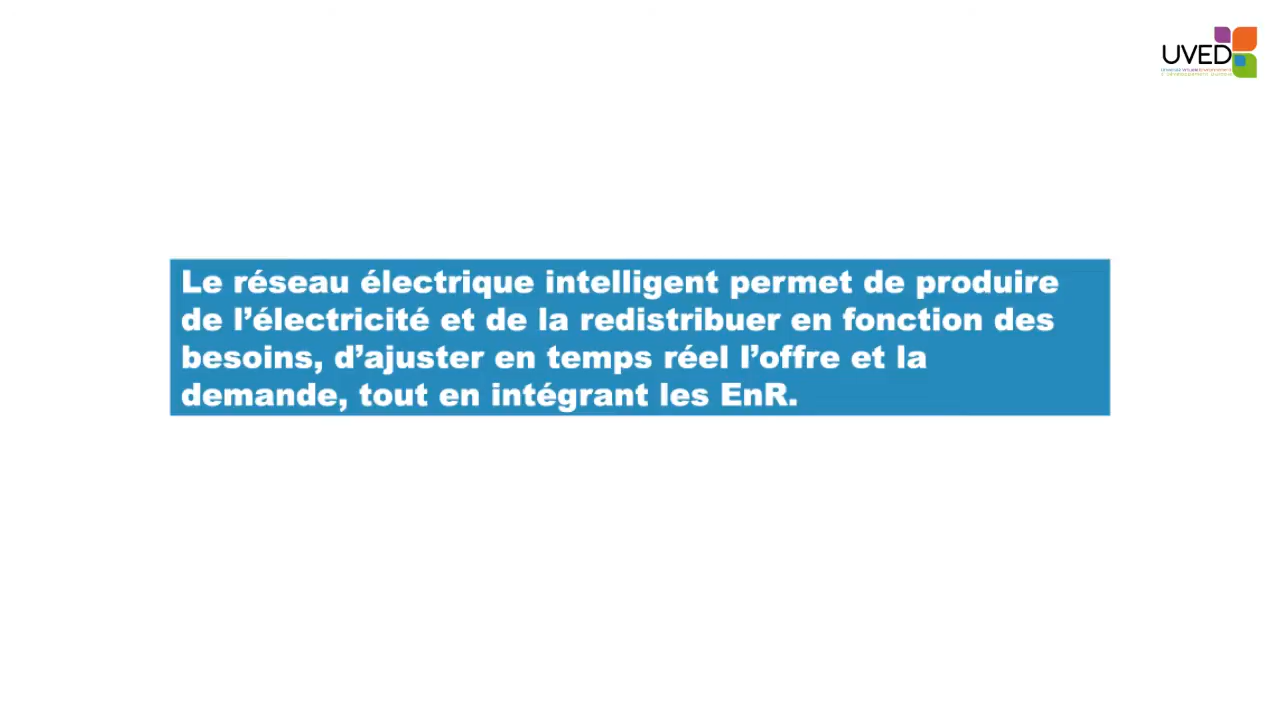 UVED
Le réseau électrique intelligent permet de produire
de l’électricité et de la redistribuer en fonction des
besoins, d’ajuster en temps réel l’offre et la
demande, tout en intégrant les EnR.